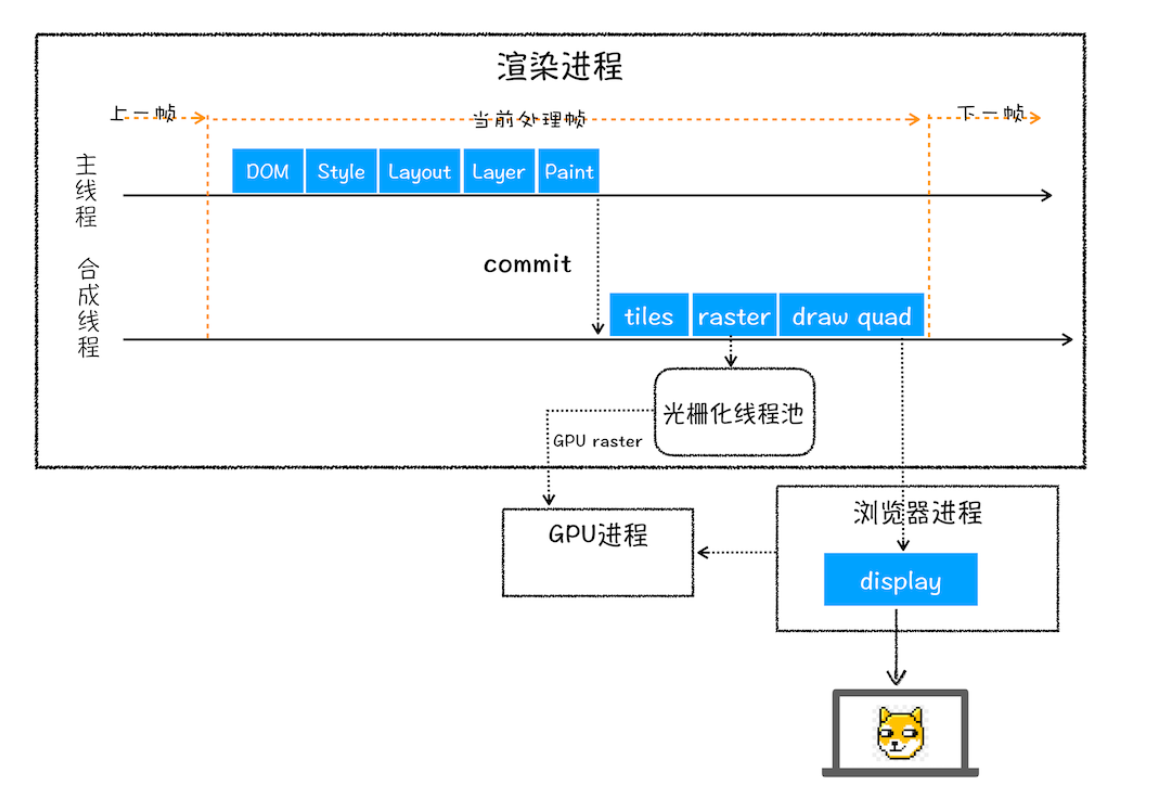 渲染进程
上一帧
当前处理帧
下一帧
主线程
DOM
Style
Layout
Layer
Paint
commit
合成线程
tiles
raster
draw quad
光栅化线程池
GPU raster
GPU进程
浏览器进程
display